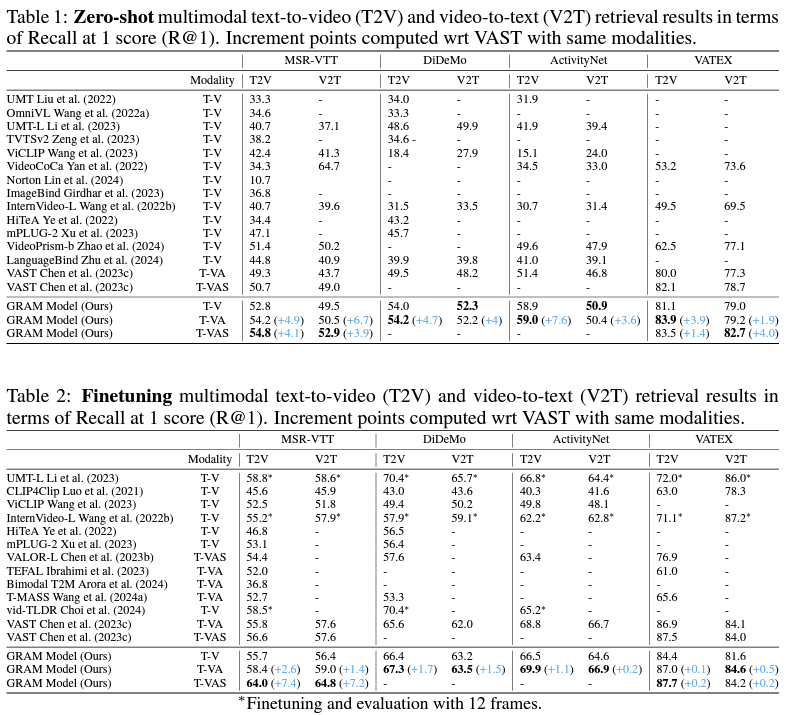 Table 1: Zero-shot multimodal text-to-video (T2V) and video-to-text (V2T) retrieval results in terms
of Recall at 1 score (R@1). Increment points computed wrt VAST with same modalities.
MSR-VTT DiDeMo ActivityNet VATEX
Modality T2V V2T T2V V2T T2V V2T T2V V2T
UMT Liu et al. (2022) T-V 33.3 - 34.0 - 31.9 - - -
OmniVL Wang et al. (2022a) T-V 34.6 - 33.3 - - - - -
UMT-L Li et al. (2023) T-V 40.7 37.1 48.6 49.9 41.9 39.4 - -
TVTSv2 Zeng et al. (2023) T-V 38.2 - 34.6 - - - - -
ViCLIP Wang et al. (2023) T-V 42.4 41.3 18.4 27.9 15.1 24.0 - -
VideoCoCa Yan et al. (2022) T-V 34.3 64.7 - - 34.5 33.0 53.2 73.6
Norton Lin et al. (2024) T-V 10.7 - - - - - - -
ImageBind Girdhar et al. (2023) T-V 36.8 - - - - - - -
InternVideo-L Wang et al. (2022b) T-V 40.7 39.6 31.5 33.5 30.7 31.4 49.5 69.5
HiTeA Ye et al. (2022) T-V 34.4 - 43.2 - - - - -
mPLUG-2 Xu et al. (2023) T-V 47.1 - 45.7 - - - - -
VideoPrism-b Zhao et al. (2024) T-V 51.4 50.2 - - 49.6 47.9 62.5 77.1
LanguageBind Zhu et al. (2024) T-V 44.8 40.9 39.9 39.8 41.0 39.1 - -
VAST Chen et al. (2023c) T-VA 49.3 43.7 49.5 48.2 51.4 46.8 80.0 77.3
VAST Chen et al. (2023c) T-VAS 50.7 49.0 - - - - 82.1 78.7
GRAM Model (Ours) T-V 52.8 49.5 54.0 52.3 58.9 50.9 81.1 79.0
GRAM Model (Ours) T-VA 54.2 (+4.9) 50.5 (+6.7) 54.2 (+4.7) 52.2 (+4) 59.0 (+7.6) 50.4 (+3.6) 83.9 (+3.9) 79.2 (+1.9)
GRAM Model (Ours) T-VAS 54.8 (+4.1) 52.9 (+3.9) - - - - 83.5 (+1.4) 82.7 (+4.0)
Table 2: Finetuning multimodal text-to-video (T2V) and video-to-text (V2T) retrieval results in
terms of Recall at 1 score (R@1). Increment points computed wrt VAST with same modalities.
MSR-VTT DiDeMo ActivityNet VATEX
Modality T2V V2T T2V V2T T2V V2T T2V V2T
UMT-L Li et al. (2023) T-V 58.8* 58.6* 70.4* 65.7* 66.8* 64.4* 72.0* 86.0*
CLIP4Clip Luo et al. (2021) T-V 45.6 45.9 43.0 43.6 40.3 41.6 63.0 78.3
ViCLIP Wang et al. (2023) T-V 52.5 51.8 49.4 50.2 49.8 48.1 - -
InternVideo-L Wang et al. (2022b) T-V 55.2* 57.9* 57.9* 59.1* 62.2* 62.8* 71.1* 87.2*
HiTeA Ye et al. (2022) T-V 46.8 - 56.5 - - - - -
mPLUG-2 Xu et al. (2023) T-V 53.1 - 56.4 - - - - -
VALOR-L Chen et al. (2023b) T-VAS 54.4 - 57.6 - 63.4 - 76.9 -
TEFAL Ibrahimi et al. (2023) T-VA 52.0 - - - - - 61.0 -
Bimodal T2M Arora et al. (2024) T-VA 36.8 - - - - - - -
T-MASS Wang et al. (2024a) T-VA 52.7 - 53.3 - - - 65.6 -
vid-TLDR Choi et al. (2024) T-V 58.5* - 70.4* - 65.2* - - -
VAST Chen et al. (2023c) T-VA 55.8 57.6 65.6 62.0 68.8 66.7 86.9 84.1
VAST Chen et al. (2023c) T-VAS 56.6 57.6 - - - - 87.5 84.0
GRAM Model (Ours) T-V 55.7 56.4 66.4 63.2 66.5 64.6 84.4 81.6
GRAM Model (Ours) T-VA 58.4 (+2.6) 59.0 (+1.4) 67.3 (+1.7) 63.5 (+1.5) 69.9 (+1.1) 66.9 (+0.2) 87.0 (+0.1) 84.6 (+0.5)
GRAM Model (Ours) T-VAS 64.0 (+7.4) 64.8 (+7.2) - - - - 87.7 (+0.2) 84.2 (+0.2)
*Finetuning and evaluation with 12 frames.